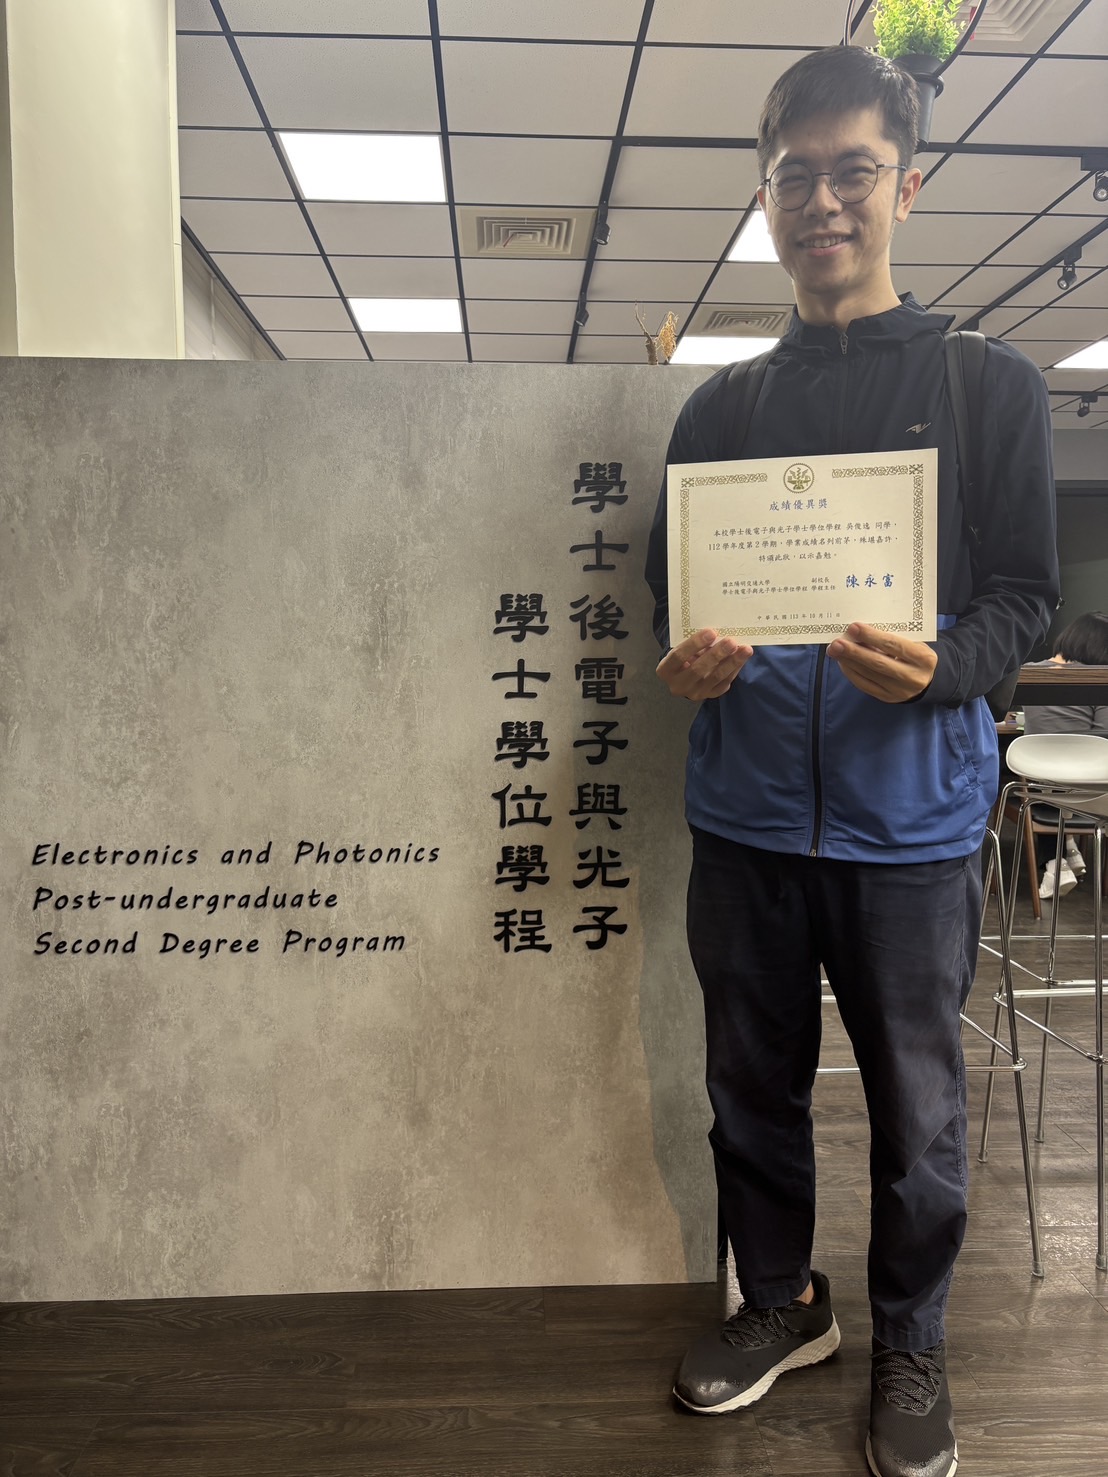 學士後電子與光子
學士學位學程
Electronics and Photonics
Post-undergraduate
Second Degree Program
成績優異獎
本校學士後電子與光子學士學位學程 吳俊逸 同學，
112學年度第2學期，學業成績名列前茅，殊堪嘉許，
特頒此狀，以示嘉勉。
國立陽明交通大學 副校長
學士後電子與光子學士學位學程 學程主任
陳永富
中華民國 113 年 10 月 11 日